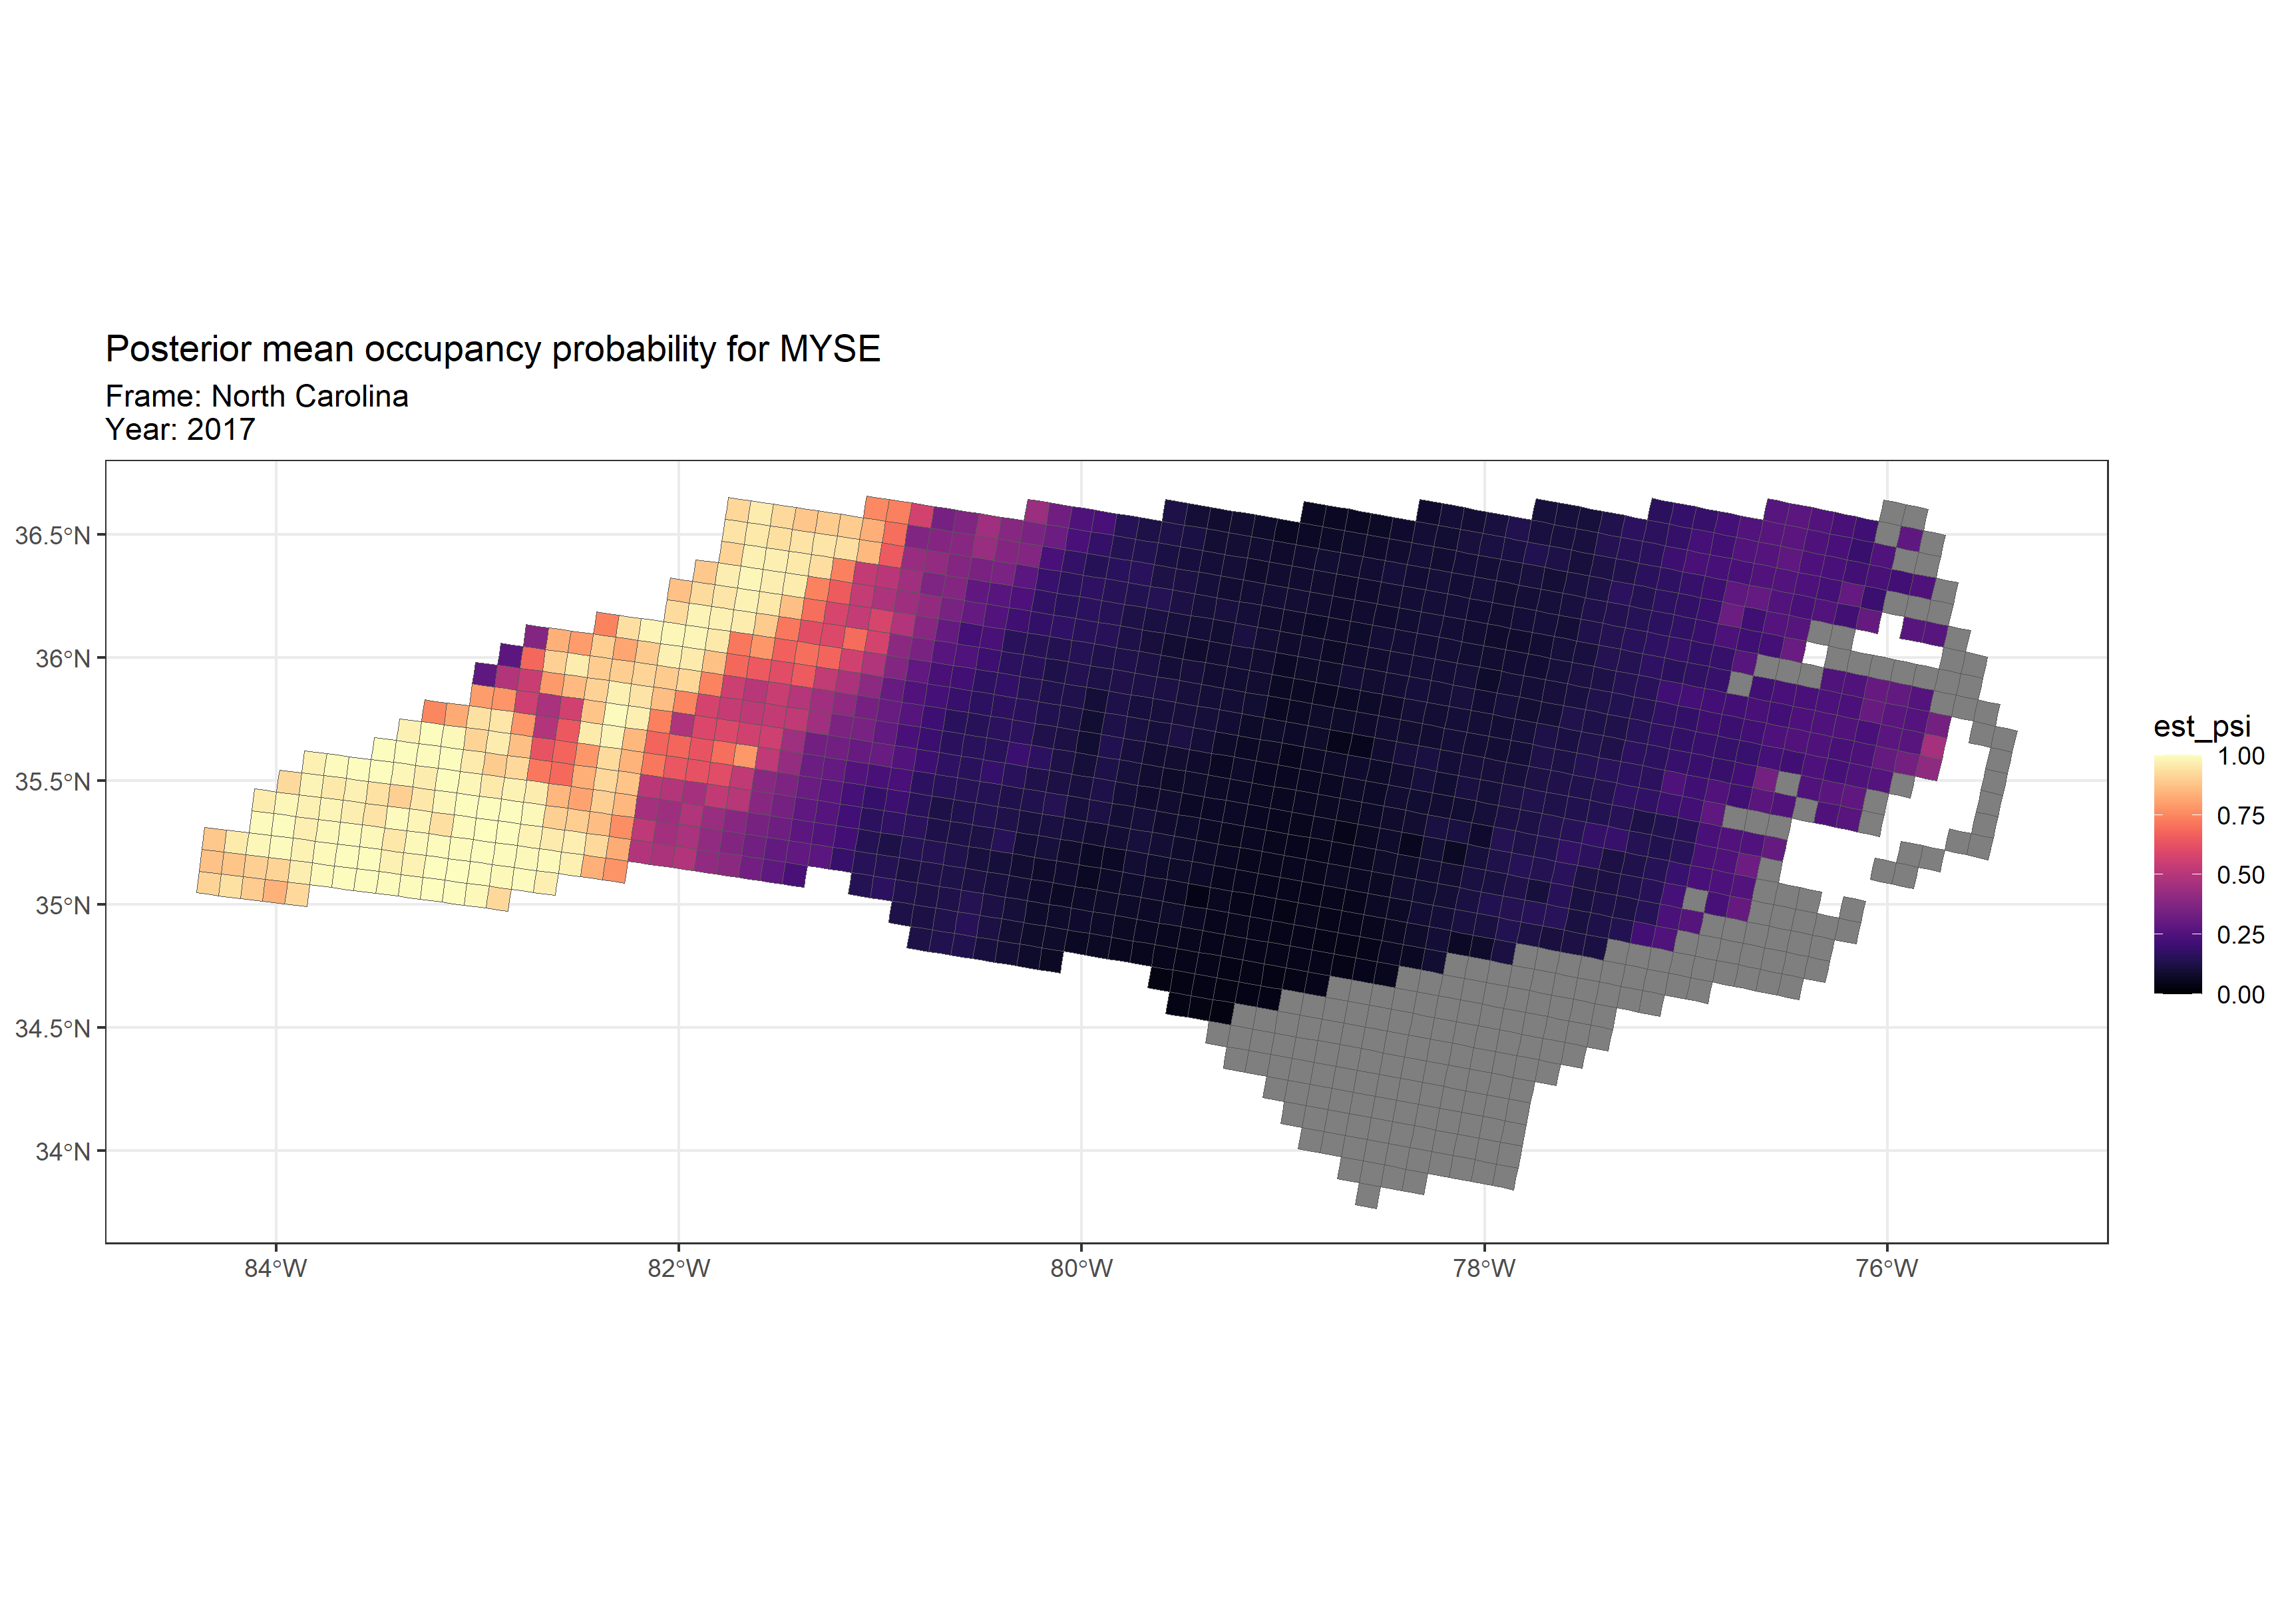 Posterior mean occupancy probability for MYSE
Frame: North Carolina
Year: 2017
36.5°N
36°N
35.5°N
35°N
34.5°N
34°N
84°W
82°W
80°W
78°W
76°W
est_psi
1.00
0.75
0.50
0.25
0.00